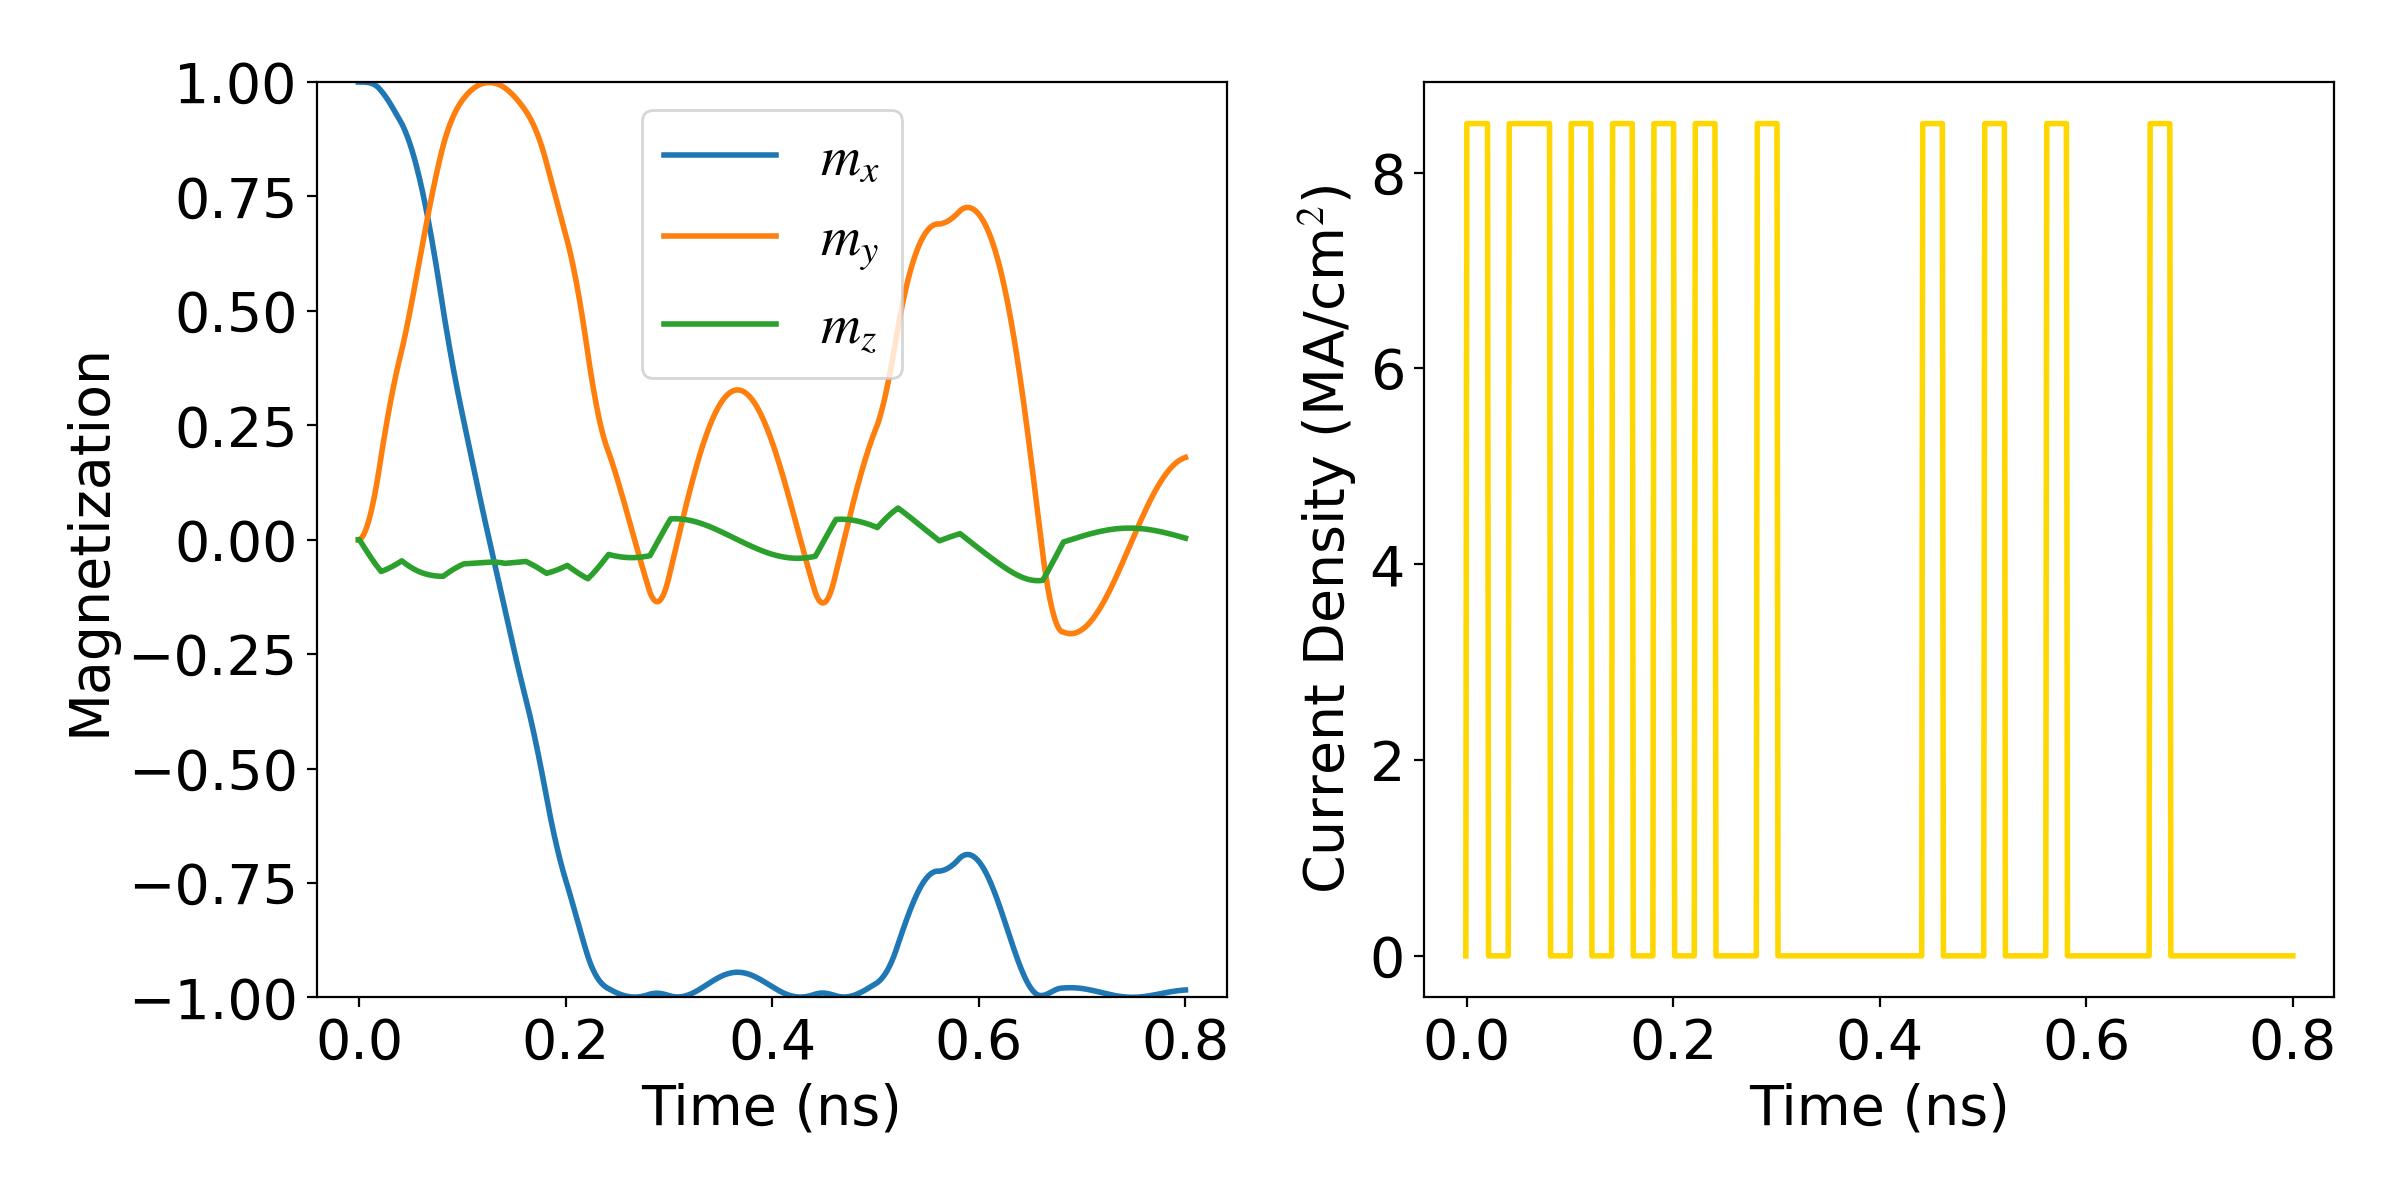 Magnetization
1.00
0.75
0.50
0.25
0.00
−0.25
−0.50
−0.75
−1.00
0.0 0.2 0.4 0.6 0.8
Time (ns)
m_x
m_y
m_z
Current Density (MA/cm²)
8
6
4
2
0
0.0 0.2 0.4 0.6 0.8
Time (ns)